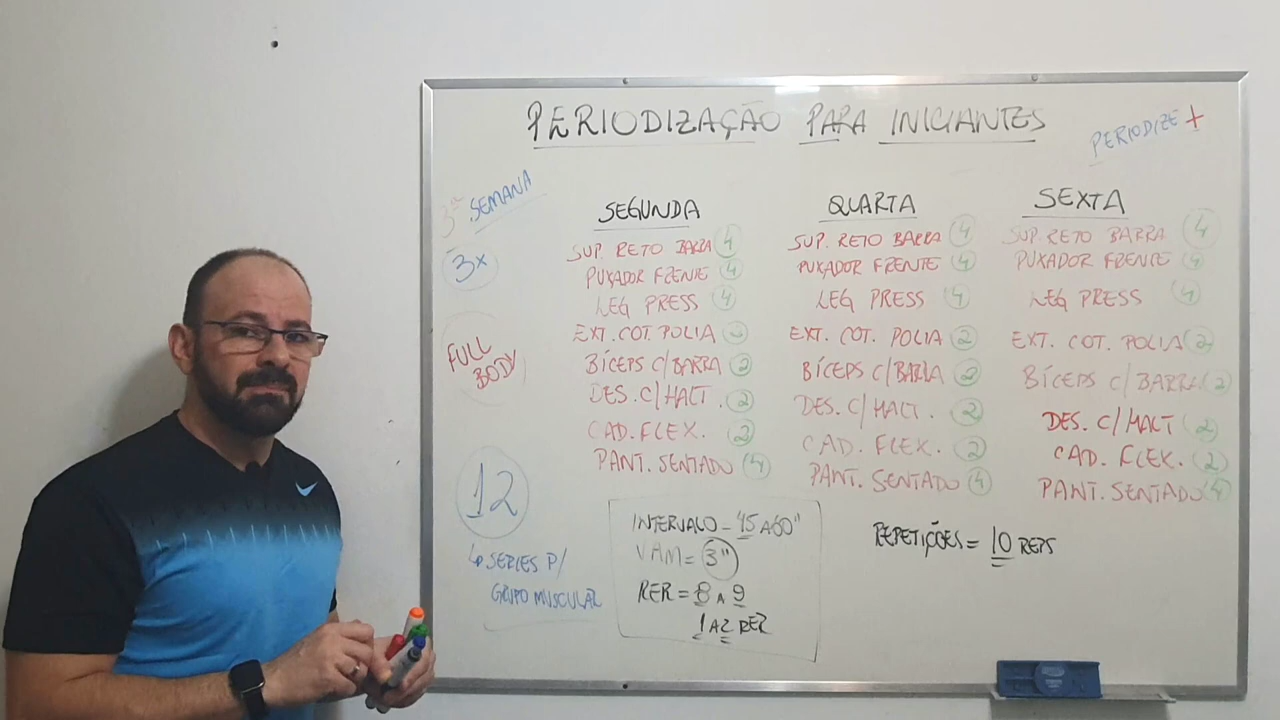 PERIODIZAÇÃO PARA INICIANTES
PERIODIZE +
3ª SEMANA
3x
FULL
BODY
12
SERIES P/
GRUPO MUSCULAR
SEGUNDA
SUP. RETO BARRA 4
PUXADOR FRENTE 4
LEG PRESS 4
EXT. COT. POLIA 2
BÍCEPS C/BARRA 2
DES. C/HALT. 2
CAD. FLEX. 2
PANT. SENTADO 4
QUARTA
SUP. RETO BARRA 4
PUXADOR FRENTE 4
LEG PRESS 4
EXT. COT. POLIA 2
BÍCEPS C/BARRA 2
DES. C/HALT. 2
CAD. FLEX. 2
PANT. SENTADO 4
SEXTA
SUP. RETO BARRA 4
PUXADOR FRENTE 4
LEG PRESS 4
EXT. COT. POLIA 2
BÍCEPS C/BARRA 2
DES. C/HALT 2
CAD. FLEX. 2
PANT. SENTADO 4
INTERVALO = 45 A 60"
VAM = 3"
RER = 8 A 9
1 A 2 RER
REPETIÇÕES = 10 REPS